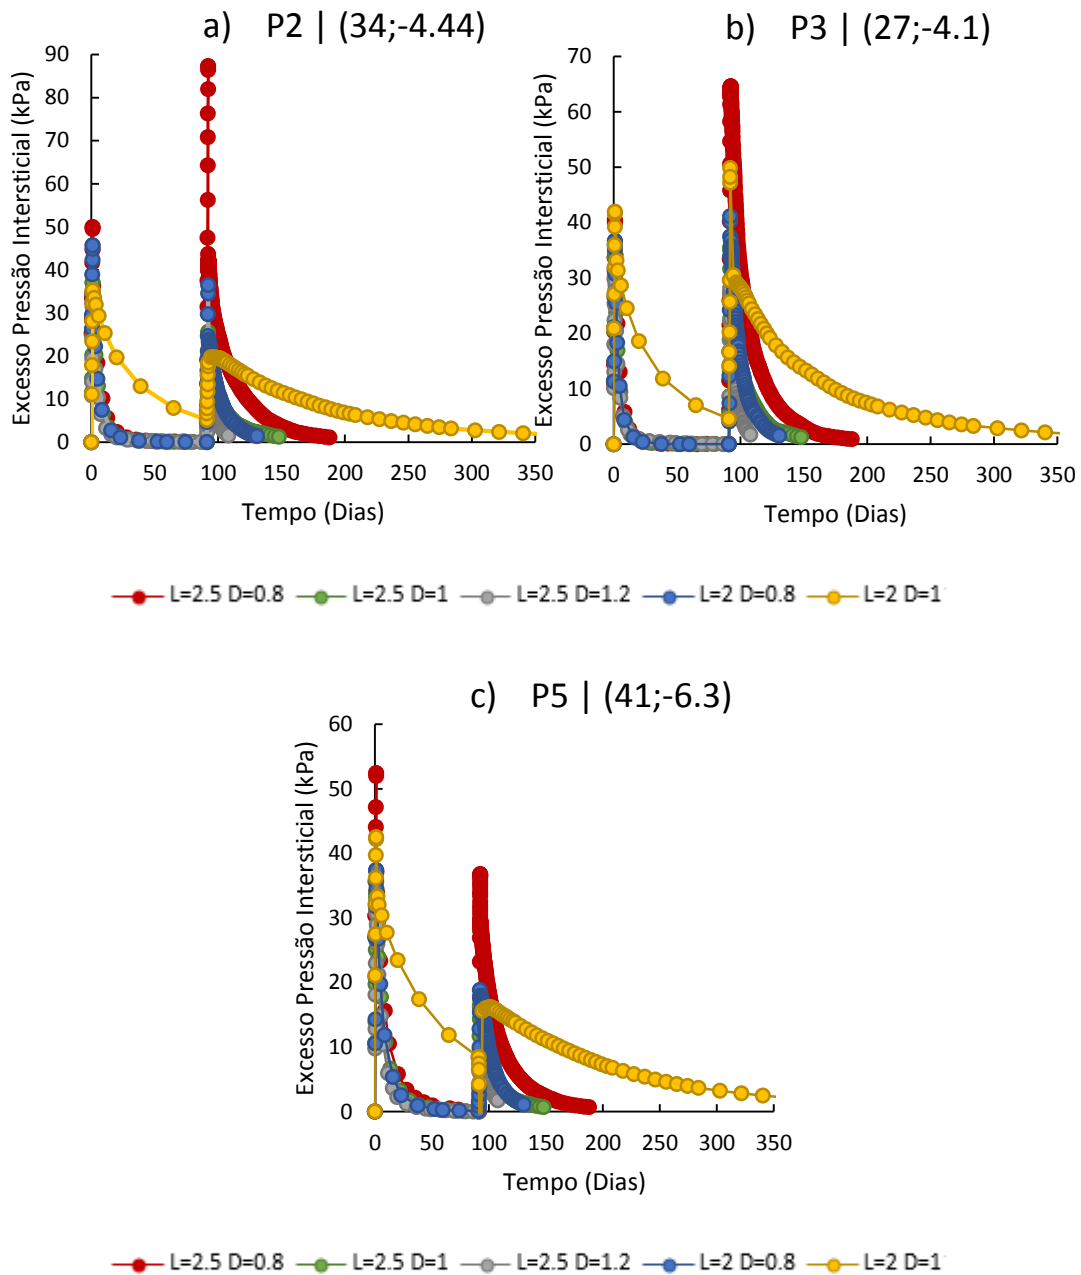 a) P2 | (34;-4.44)
90
80
70
60
50
40
30
20
10
0
Excesso Pressão Intersticial (kPa)
0 50 100 150 200 250 300 350
Tempo (Dias)
b) P3 | (27;-4.1)
70
60
50
40
30
20
10
0
Excesso Pressão Intersticial (kPa)
0 50 100 150 200 250 300 350
Tempo (Dias)
L=2.5 D=0.8 L=2.5 D=1 L=2.5 D=1.2 L=2 D=0.8 L=2 D=1
c) P5 | (41;-6.3)
60
50
40
30
20
10
0
Excesso Pressão Intersticial (kPa)
0 50 100 150 200 250 300 350
Tempo (Dias)
L=2.5 D=0.8 L=2.5 D=1 L=2.5 D=1.2 L=2 D=0.8 L=2 D=1